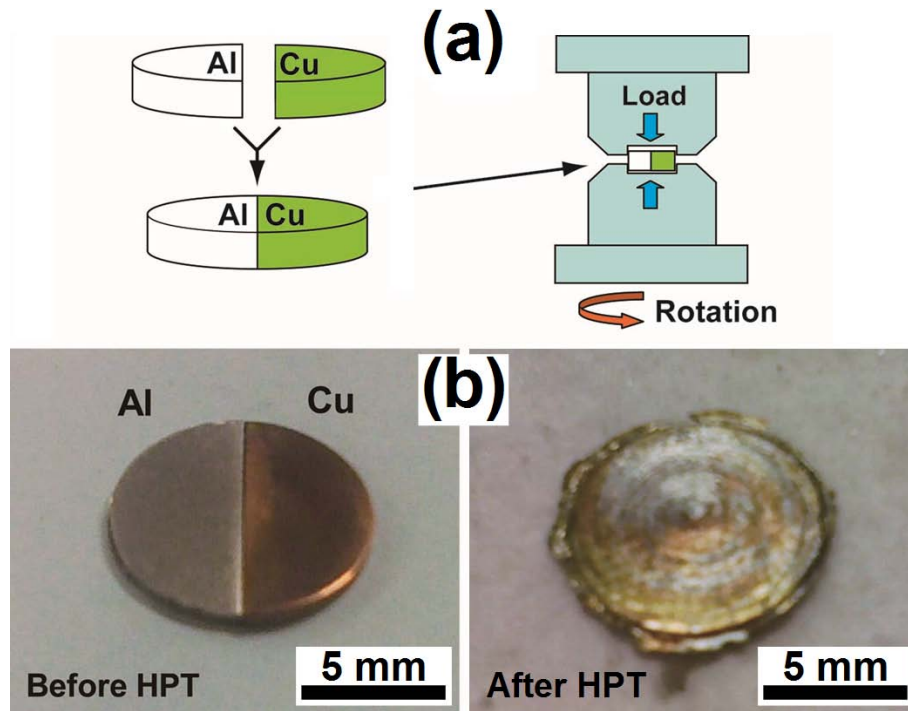 (a)
Al Cu
Al Cu
Load
Rotation
(b)
Al Cu
Before HPT
5 mm
After HPT
5 mm